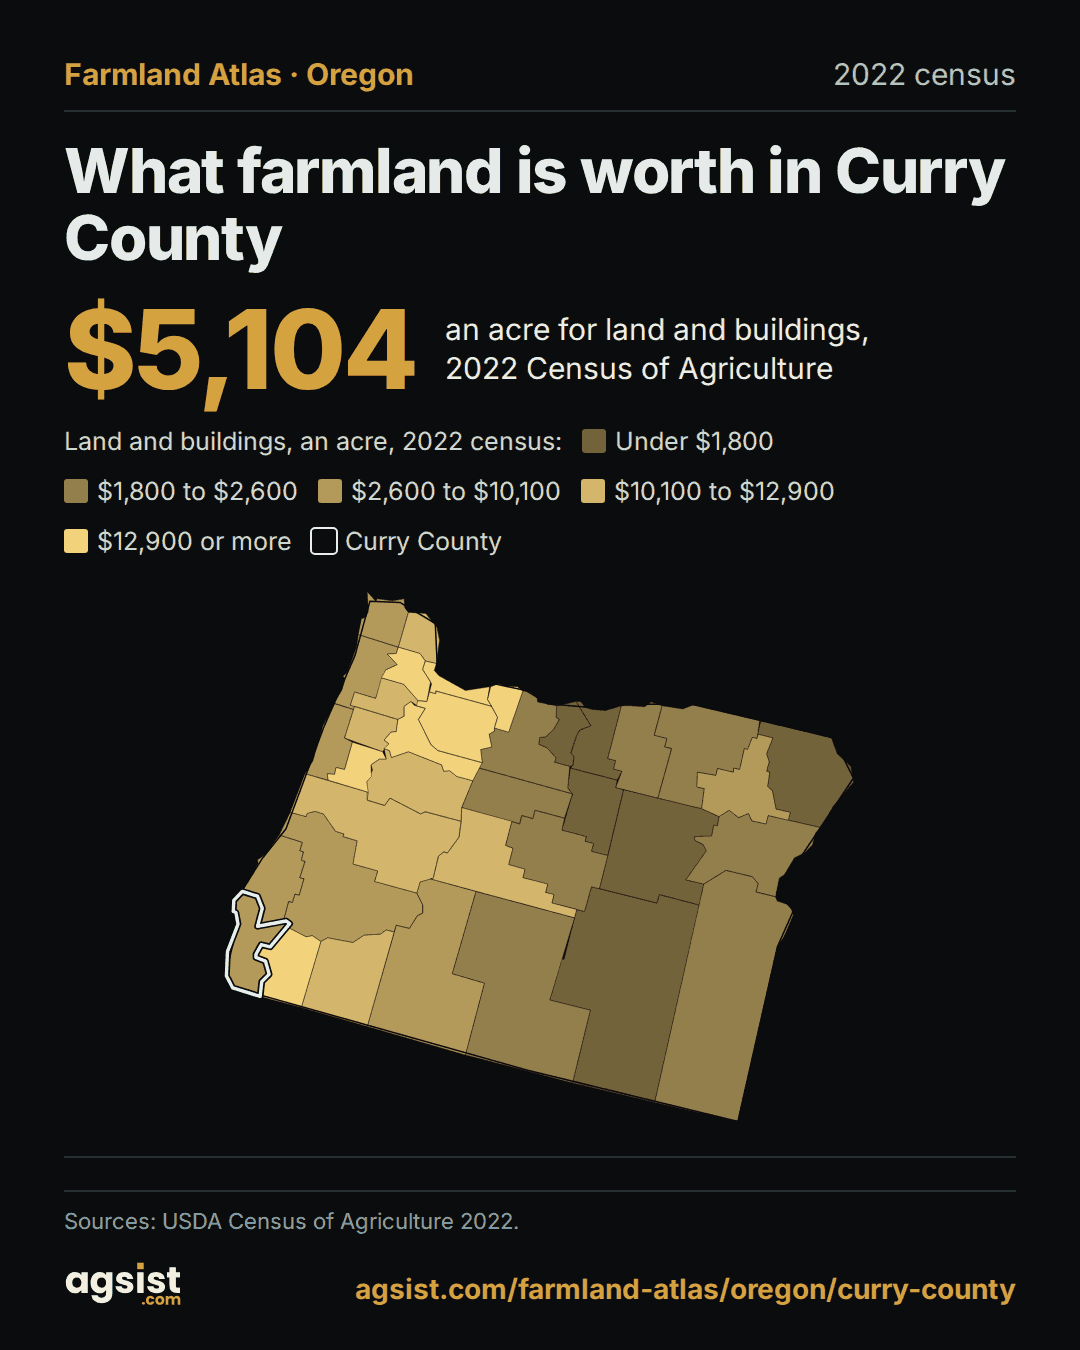 Farmland Atlas · Oregon
2022 census
What farmland is worth in Curry
County
$5,104
an acre for land and buildings,
2022 Census of Agriculture
Land and buildings, an acre, 2022 census:
Under $1,800
$1,800 to $2,600
$2,600 to $10,100
$10,100 to $12,900
$12,900 or more
Curry County
Sources: USDA Census of Agriculture 2022.
agsist
.com
agsist.com/farmland-atlas/oregon/curry-county